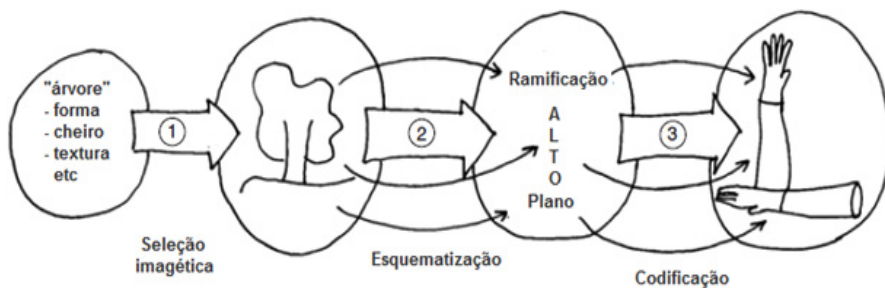 "árvore"
- forma
- cheiro
- textura
etc
1
Seleção
imagética
2
Esquematização
Ramificação
A
L
T
O
Plano
3
Codificação